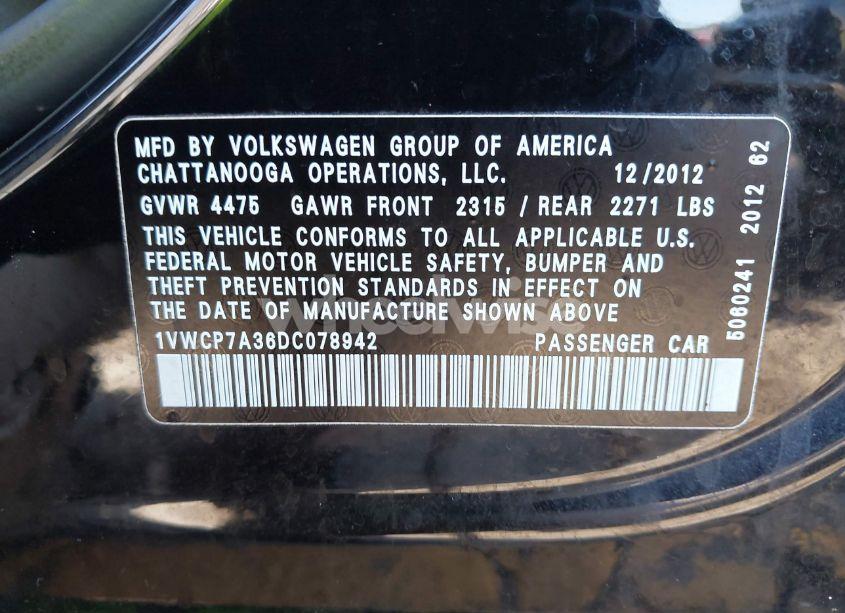 MFD BY VOLKSWAGEN GROUP OF AMERICA
CHATTANOOGA OPERATIONS, LLC. 12/2012
GVWR 4475 GAWR FRONT 2315 / REAR 2271 LBS
THIS VEHICLE CONFORMS TO ALL APPLICABLE U.S.
FEDERAL MOTOR VEHICLE SAFETY, BUMPER AND
THEFT PREVENTION STANDARDS IN EFFECT ON
THE DATE OF MANUFACTURE SHOWN ABOVE
1VWCP7A36DC078942 PASSENGER CAR
5060241 2012 62
wheelwise